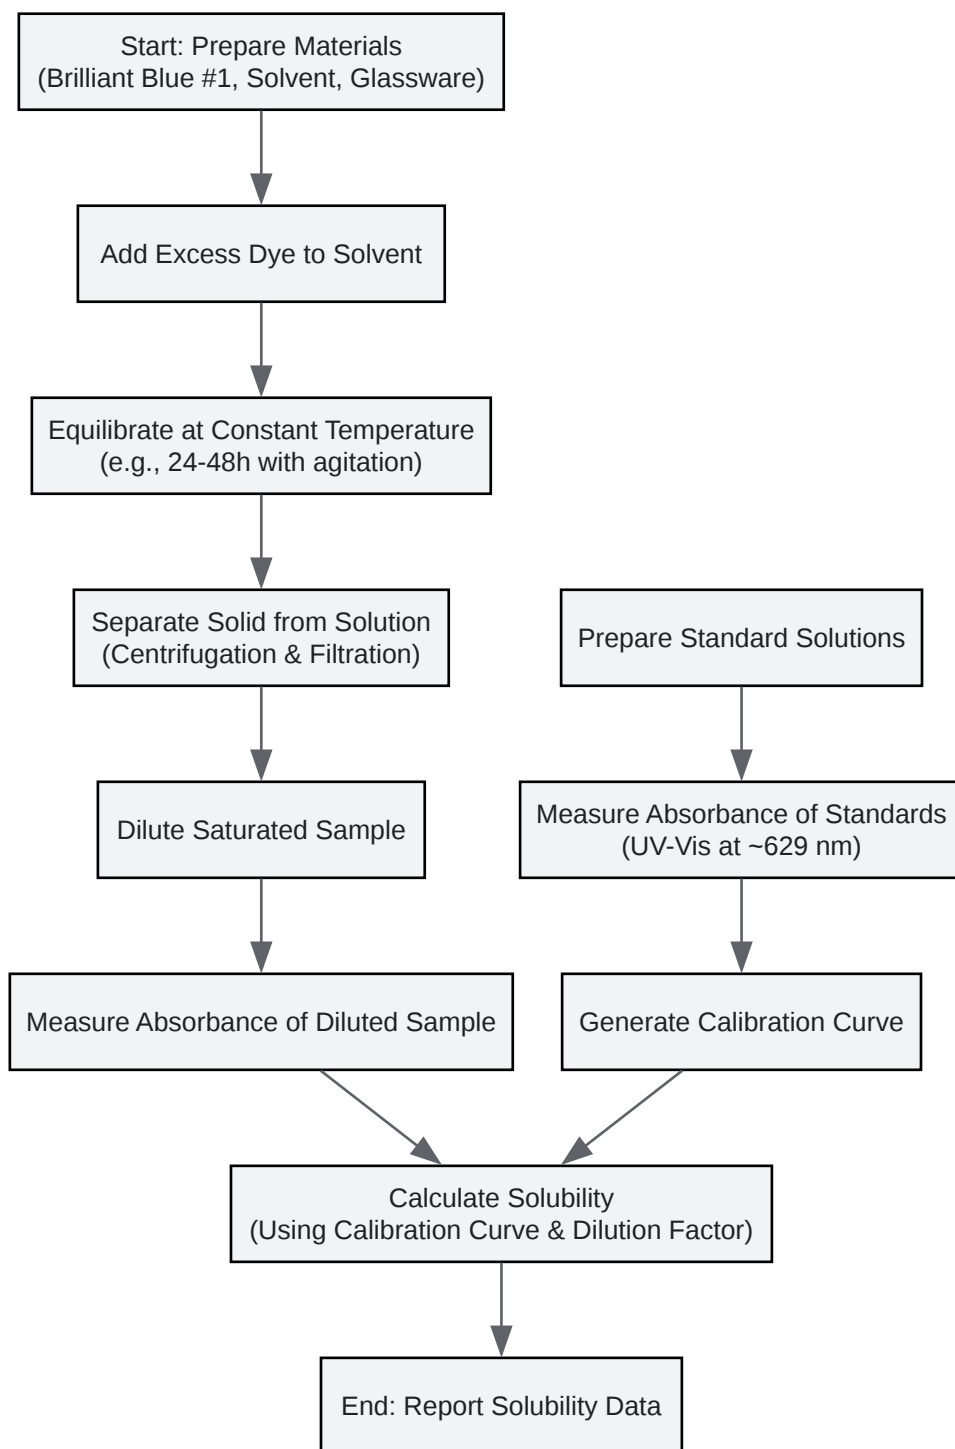 Start: Prepare Materials
(Brilliant Blue #1, Solvent, Glassware)
Add Excess Dye to Solvent
Equilibrate at Constant Temperature
(e.g., 24-48h with agitation)
Separate Solid from Solution
(Centrifugation & Filtration)
Prepare Standard Solutions
Dilute Saturated Sample
Measure Absorbance of Standards
(UV-Vis at ~629 nm)
Measure Absorbance of Diluted Sample
Generate Calibration Curve
Calculate Solubility
(Using Calibration Curve & Dilution Factor)
End: Report Solubility Data